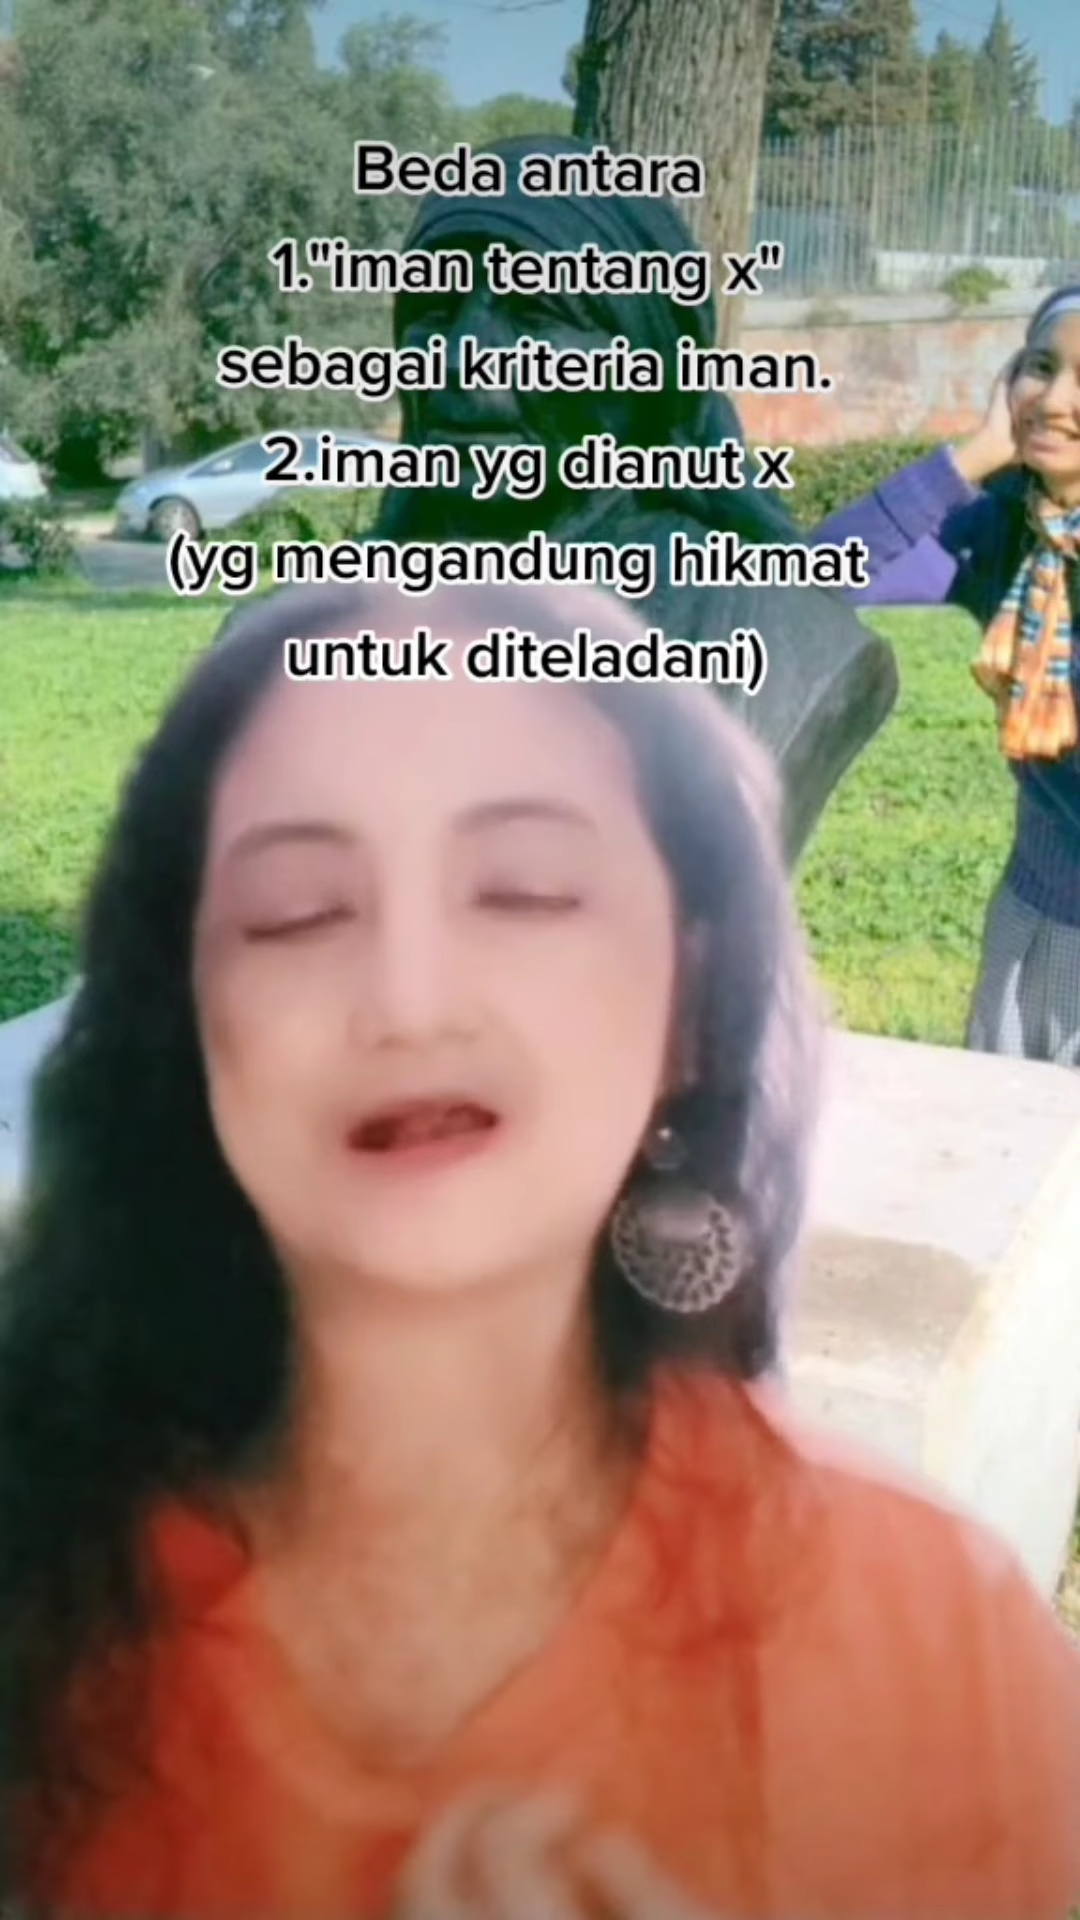 Beda antara
1."iman tentang x"
sebagai kriteria iman.
2.iman yg dianut x
(yg mengandung hikmat
untuk diteladani)